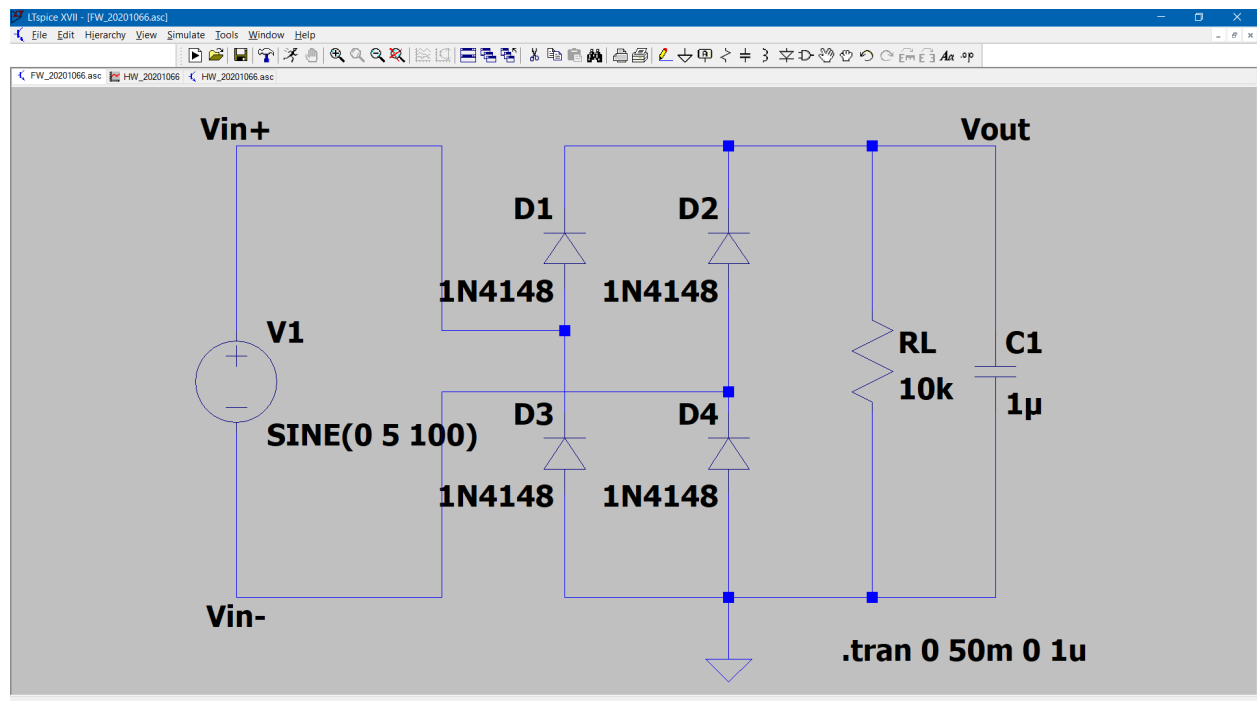 LTspice XVII - [FW_20201066.asc]
File Edit Hierarchy View Simulate Tools Window Help
FW_20201066.asc HW_20201066 HW_20201066.asc
Vin+
Vout
D1
D2
1N4148
1N4148
V1
RL
C1
10k
1µ
D3
D4
SINE(0 5 100)
1N4148
1N4148
Vin-
.tran 0 50m 0 1u